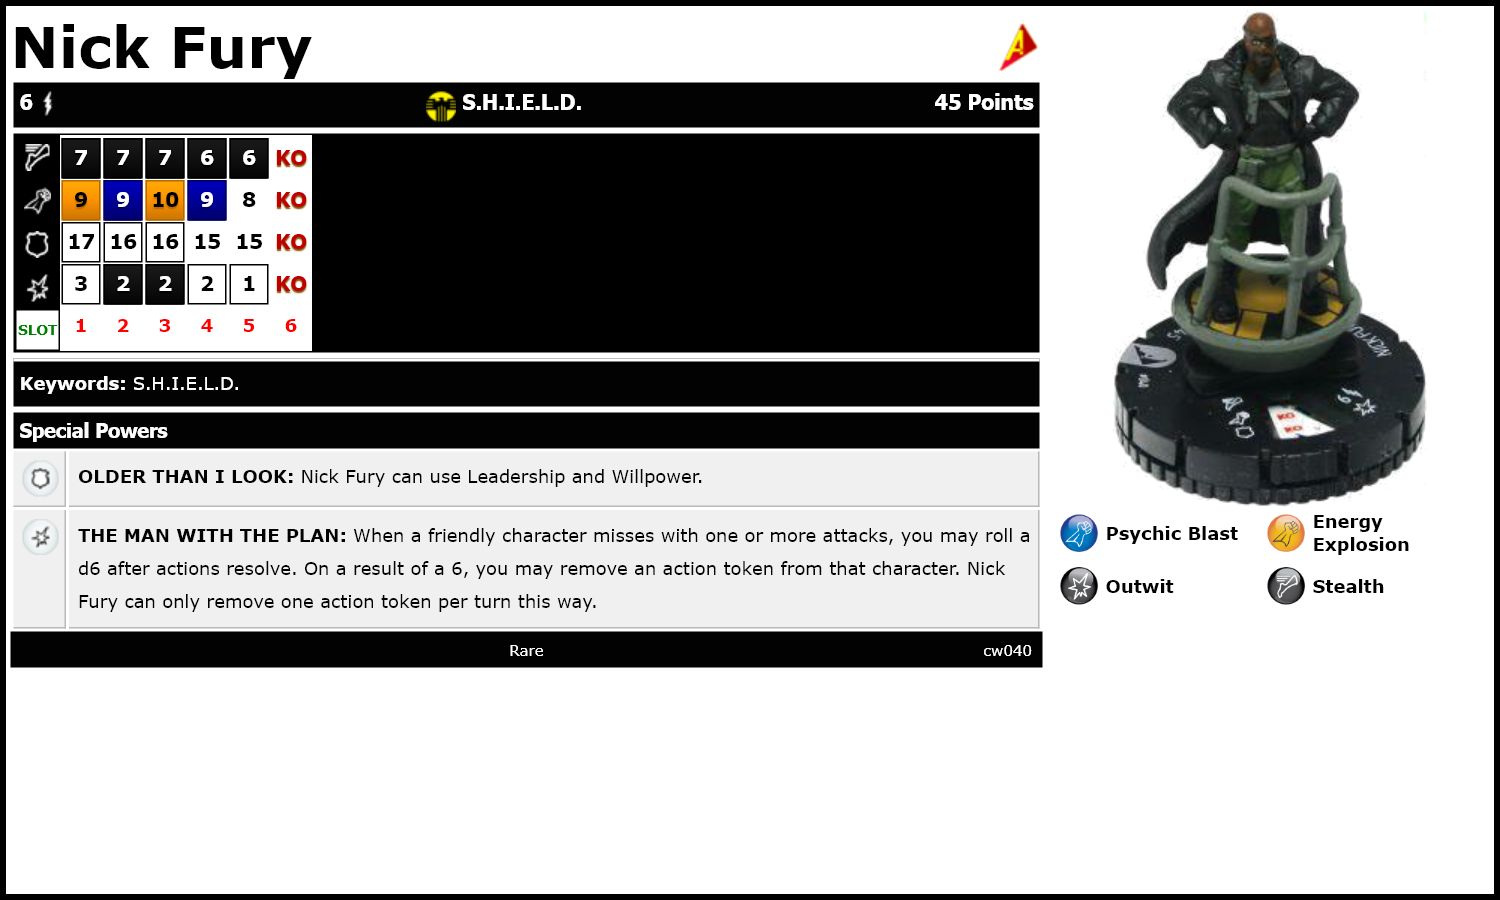 Nick Fury
A
6 S.H.I.E.L.D. 45 Points
7 7 7 6 6 KO
9 9 10 9 8 KO
17 16 16 15 15 KO
3 2 2 2 1 KO
SLOT 1 2 3 4 5 6
Keywords: S.H.I.E.L.D.
Special Powers
OLDER THAN I LOOK: Nick Fury can use Leadership and Willpower.
THE MAN WITH THE PLAN: When a friendly character misses with one or more attacks, you may roll a
d6 after actions resolve. On a result of a 6, you may remove an action token from that character. Nick
Fury can only remove one action token per turn this way.
Rare cw040
NICK FU
6
KO
KO
Psychic Blast
Energy
Explosion
Outwit
Stealth